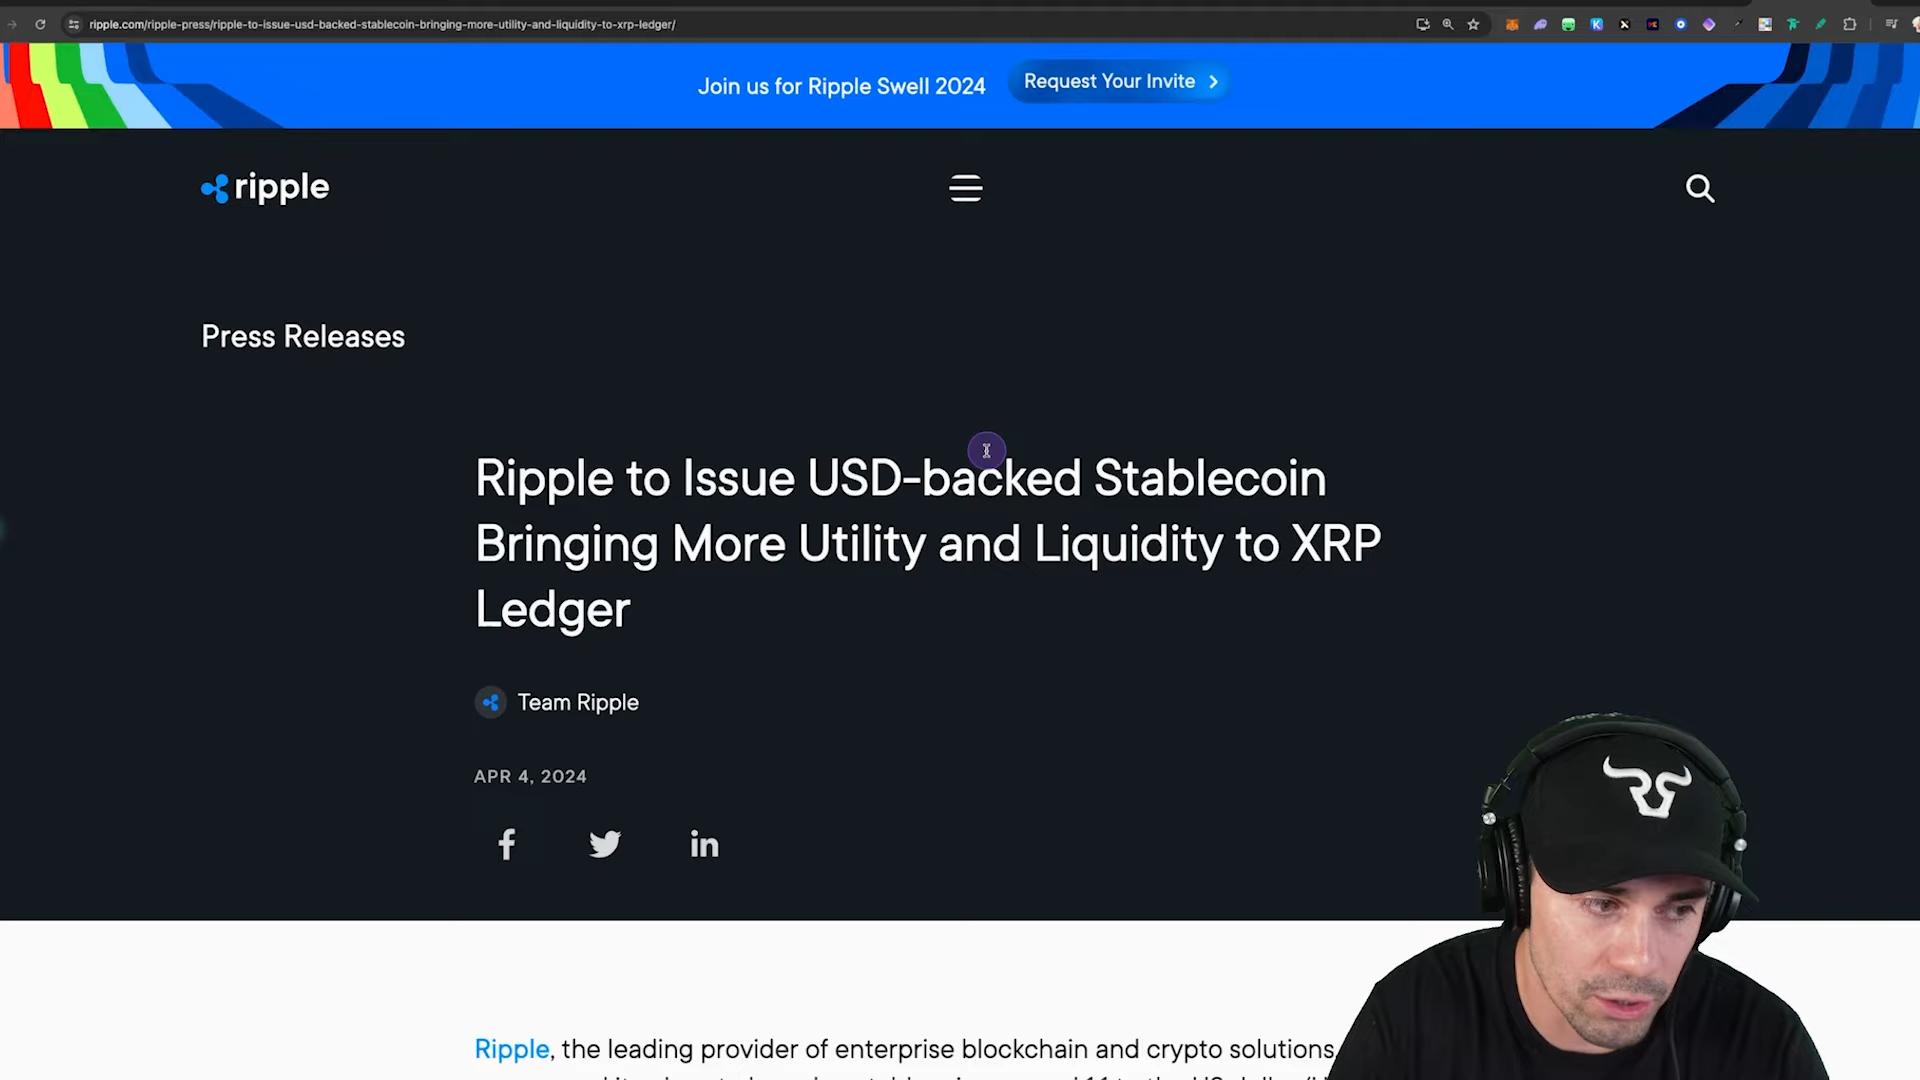 ripple.com/ripple-press/ripple-to-issue-usd-backed-stablecoin-bringing-more-utility-and-liquidity-to-xrp-ledger/
Join us for Ripple Swell 2024
Request Your Invite
ripple
Press Releases
Ripple to Issue USD-backed Stablecoin
Bringing More Utility and Liquidity to XRP
Ledger
Team Ripple
APR 4, 2024
Ripple, the leading provider of enterprise blockchain and crypto solutions,